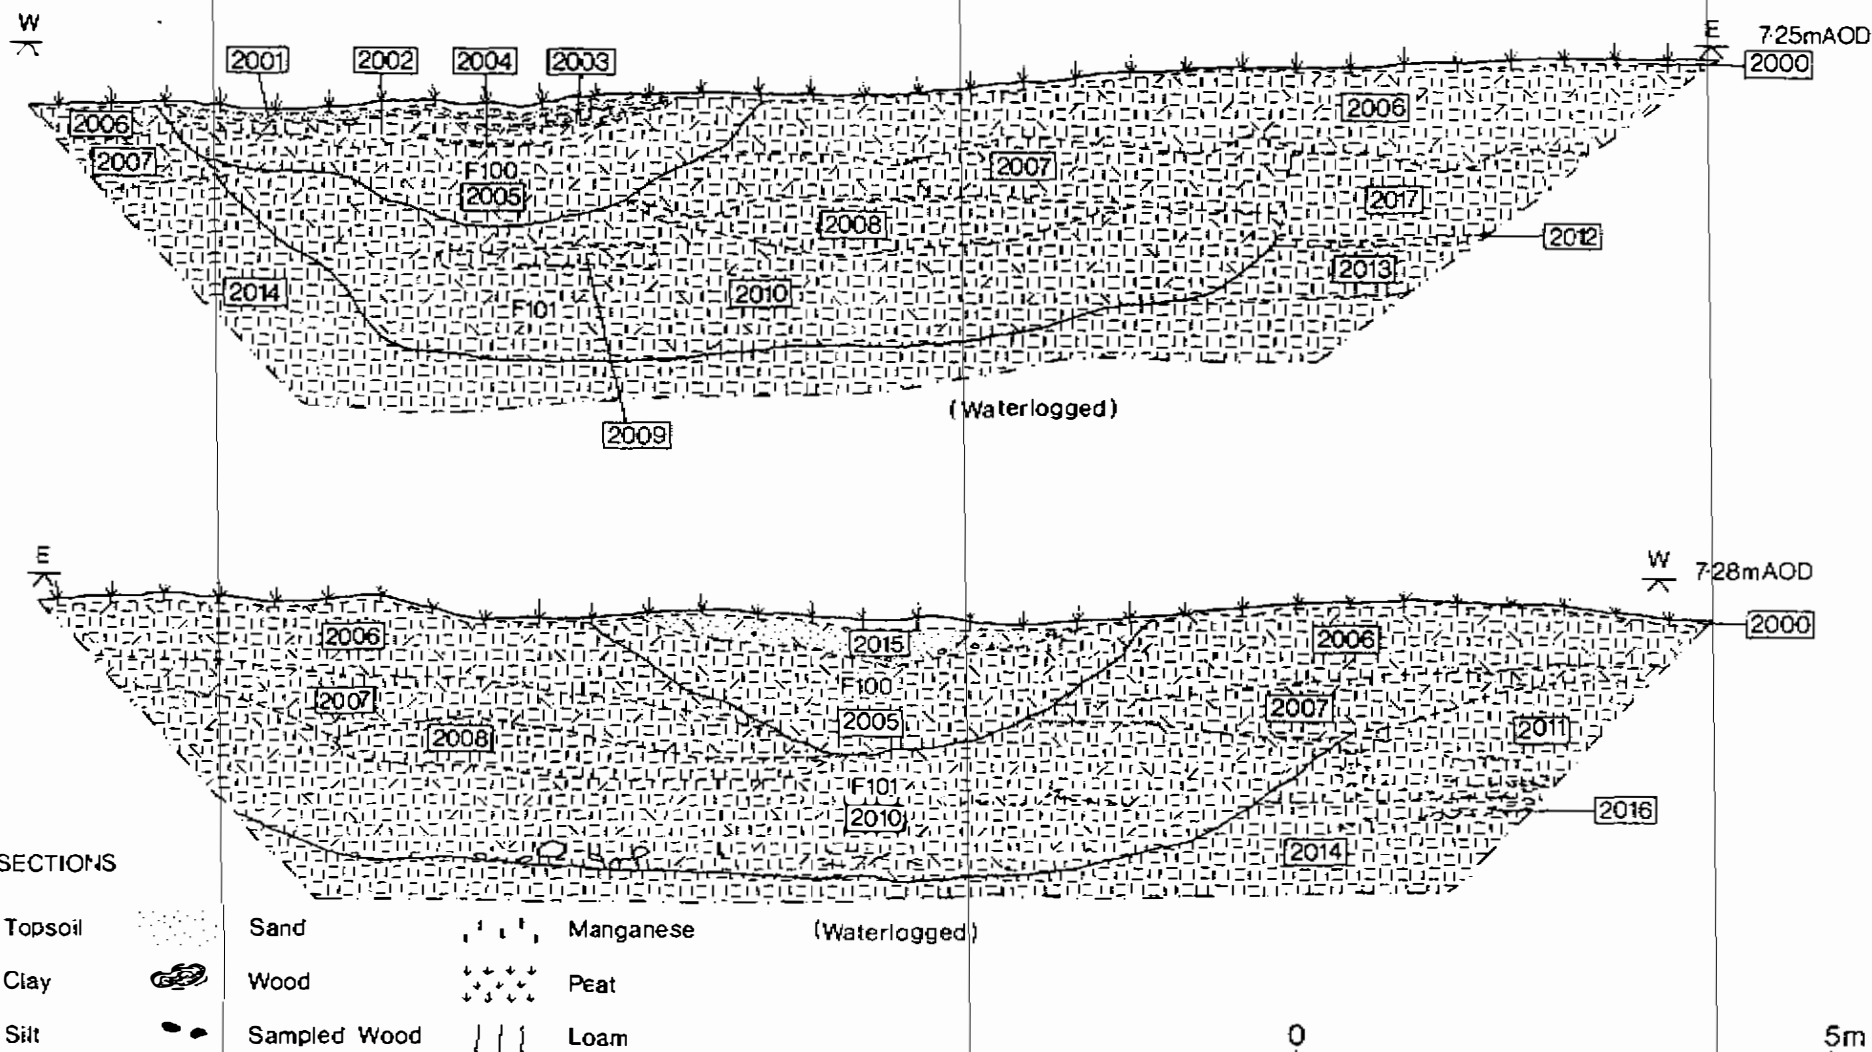 W
E
7·25mAOD
2001
2002
2004
2003
2000
2006
2006
2007
2007
F100
2005
2017
2008
2012
2013
2014
2010
F101
(Waterlogged)
2009
E
W
7·28mAOD
2000
2006
2015
2006
F100
2007
2005
2007
2008
2011
F101
2010
2016
2014
SECTIONS
Topsoil
Sand
Manganese
(Waterlogged)
Clay
Wood
Peat
Silt
Sampled Wood
Loam
0
5m